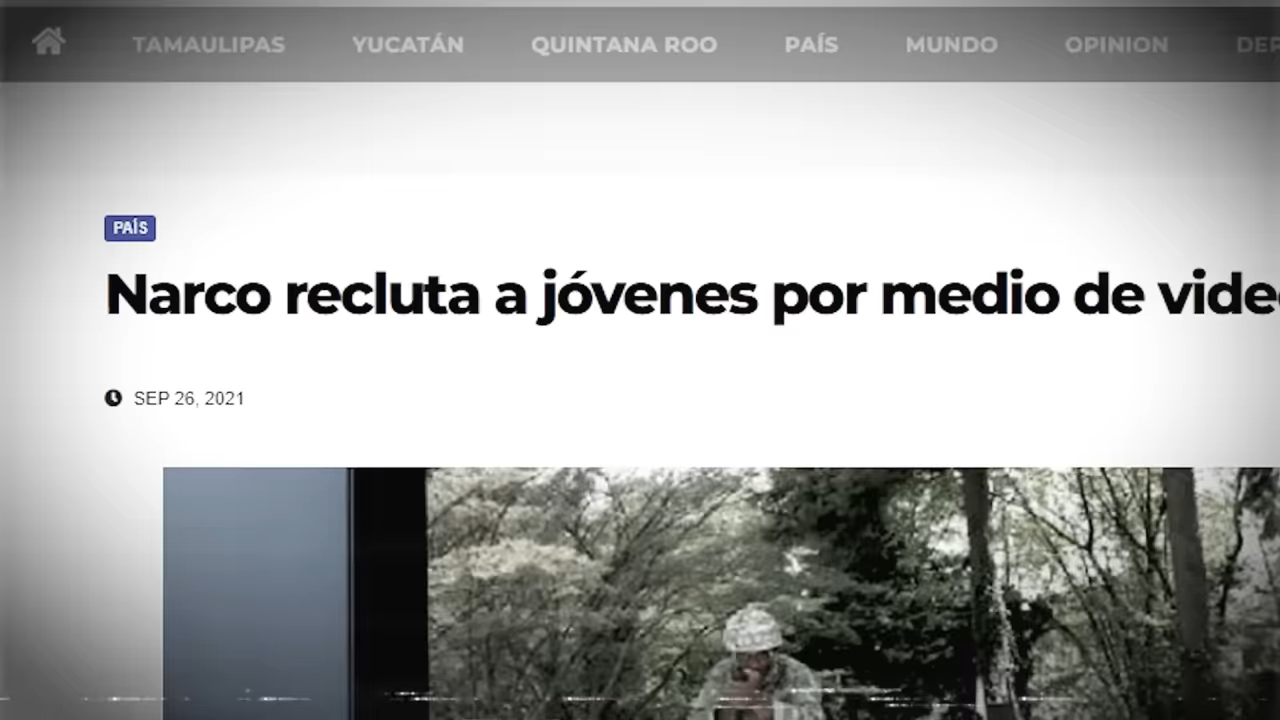 TAMAULIPAS YUCATÁN QUINTANA ROO PAÍS MUNDO OPINION
PAÍS
Narco recluta a jóvenes por medio de
SEP 26, 2021